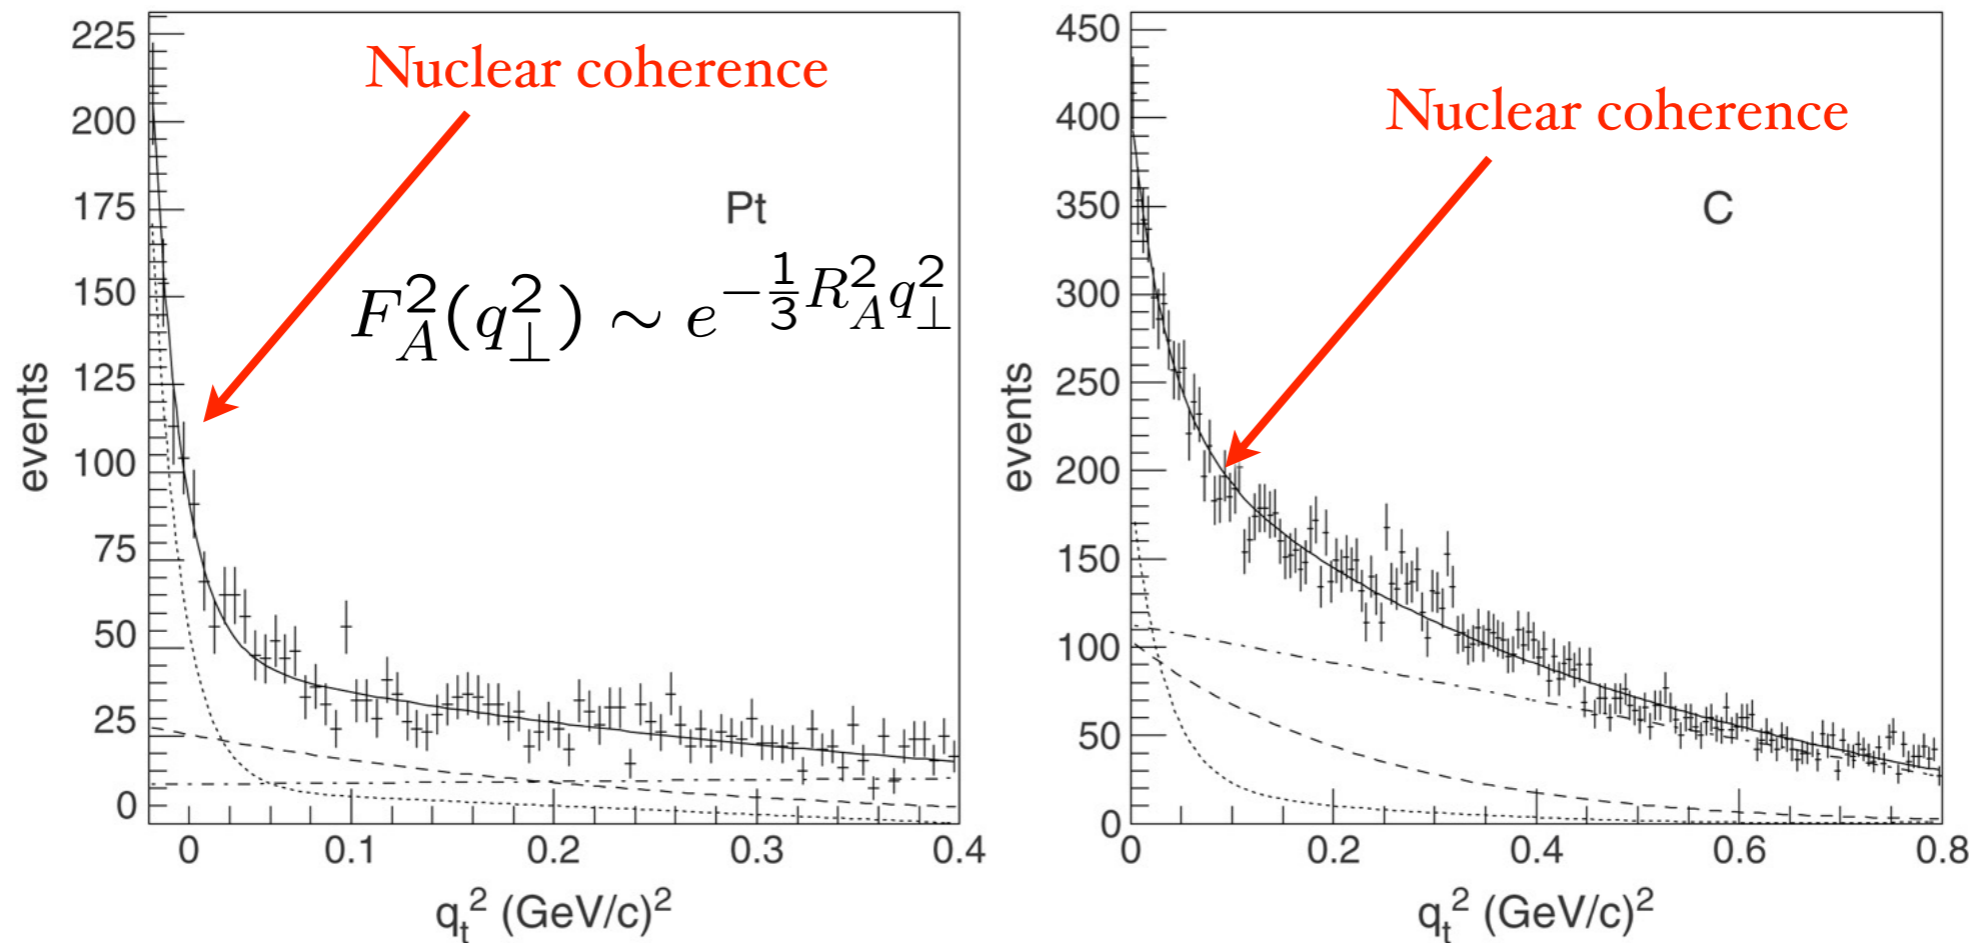 225
200
175
150
125
100
75
50
25
0
events
Nuclear coherence
Pt
F_A^2(q_⊥^2) ∼ e^{-\frac{1}{3}R_A^2 q_⊥^2}
0 0.1 0.2 0.3 0.4
q_t^2 (GeV/c)^2
450
400
350
300
250
200
150
100
50
0
events
Nuclear coherence
C
0 0.2 0.4 0.6 0.8
q_t^2 (GeV/c)^2